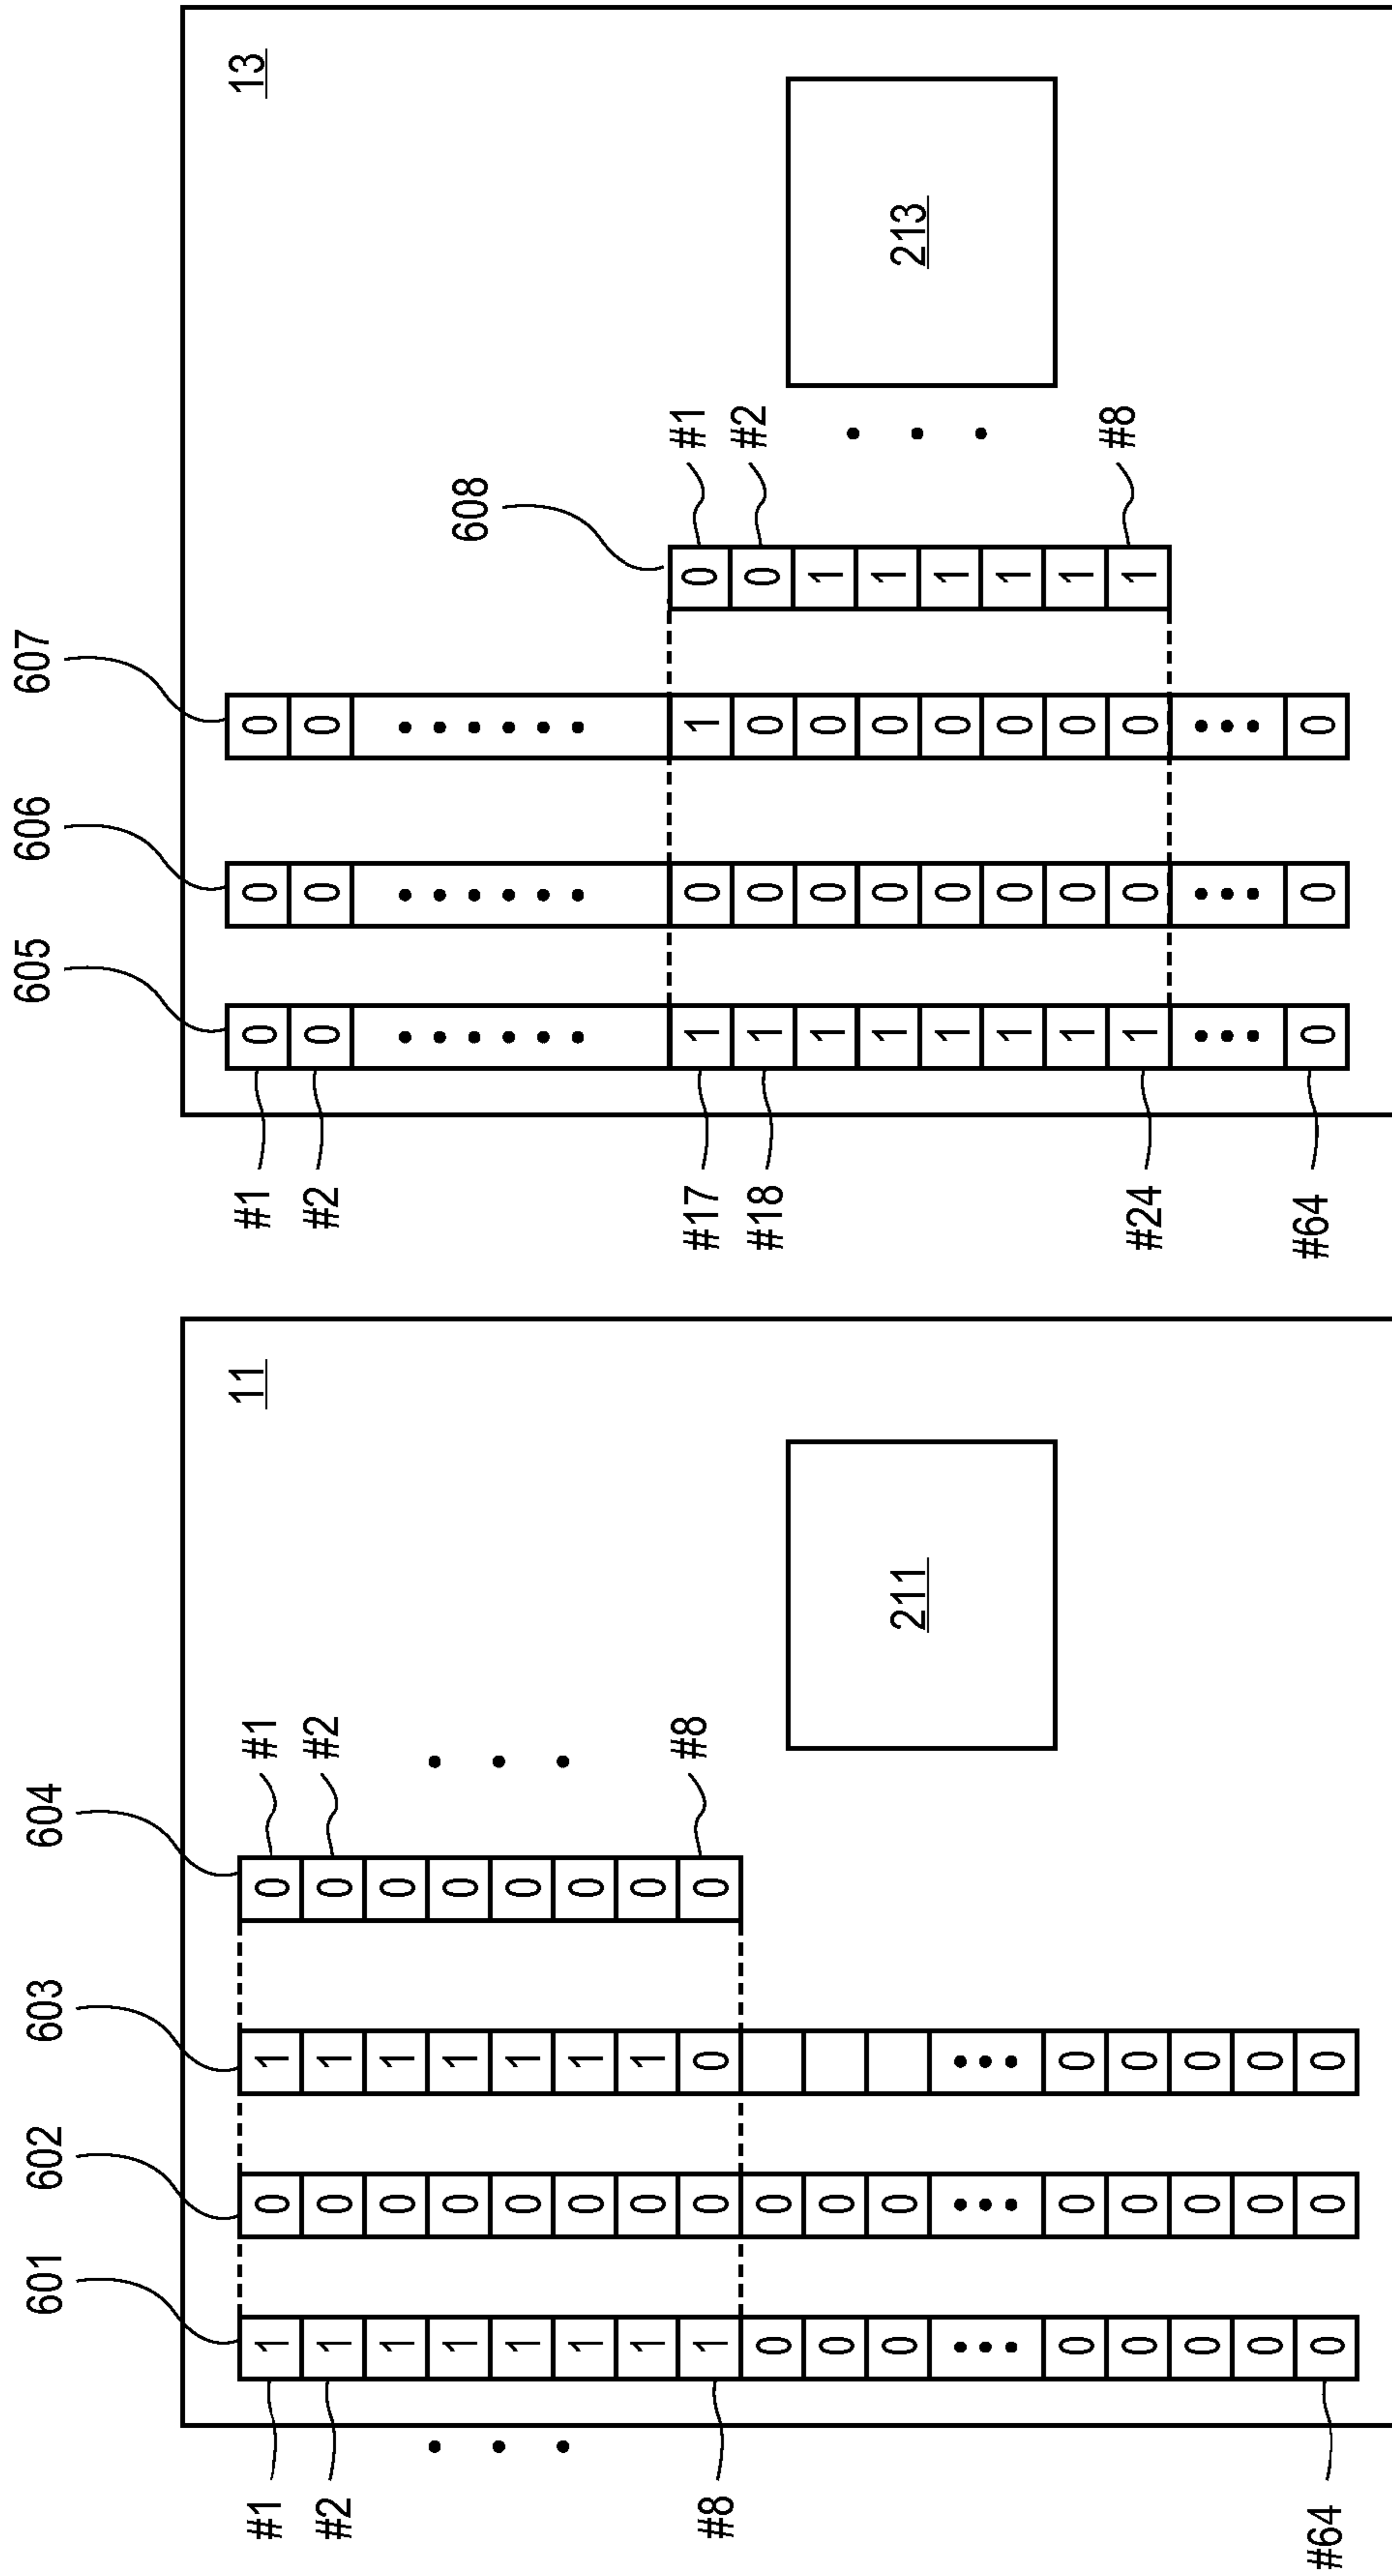 601 602 603 604
11
#1 1 0 1 0 #1
#2 1 0 1 0 #2
1 0 1 0
1 0 1 0
1 0 1 0
1 0 1 0
1 0 1 0
#8 1 0 0 0 #8
0 0
0 0
0 0
211
0 0 0
0 0 0
0 0 0
0 0 0
#64 0 0 0
605 606 607
13
#1 0 0 0
#2 0 0 0
608
#17 1 0 1 0 #1
#18 1 0 0 0 #2
1 0 0 1
1 0 0 1
213
1 0 0 1
1 0 0 1
1 0 0 1
#24 1 0 0 1 #8
#64 0 0 0